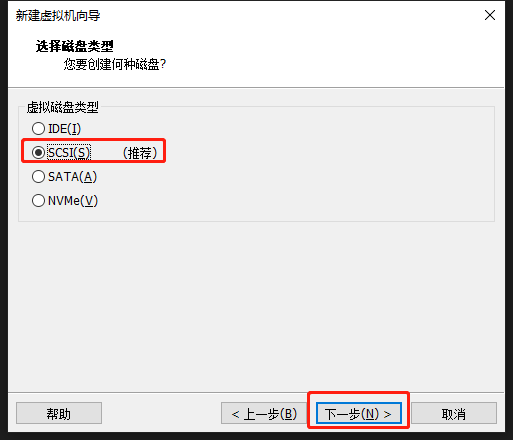 新建虚拟机向导
选择磁盘类型
您要创建何种磁盘?
虚拟磁盘类型
IDE(I)
SCSI(S) (推荐)
SATA(A)
NVMe(V)
帮助 < 上一步(B) 下一步(N) > 取消